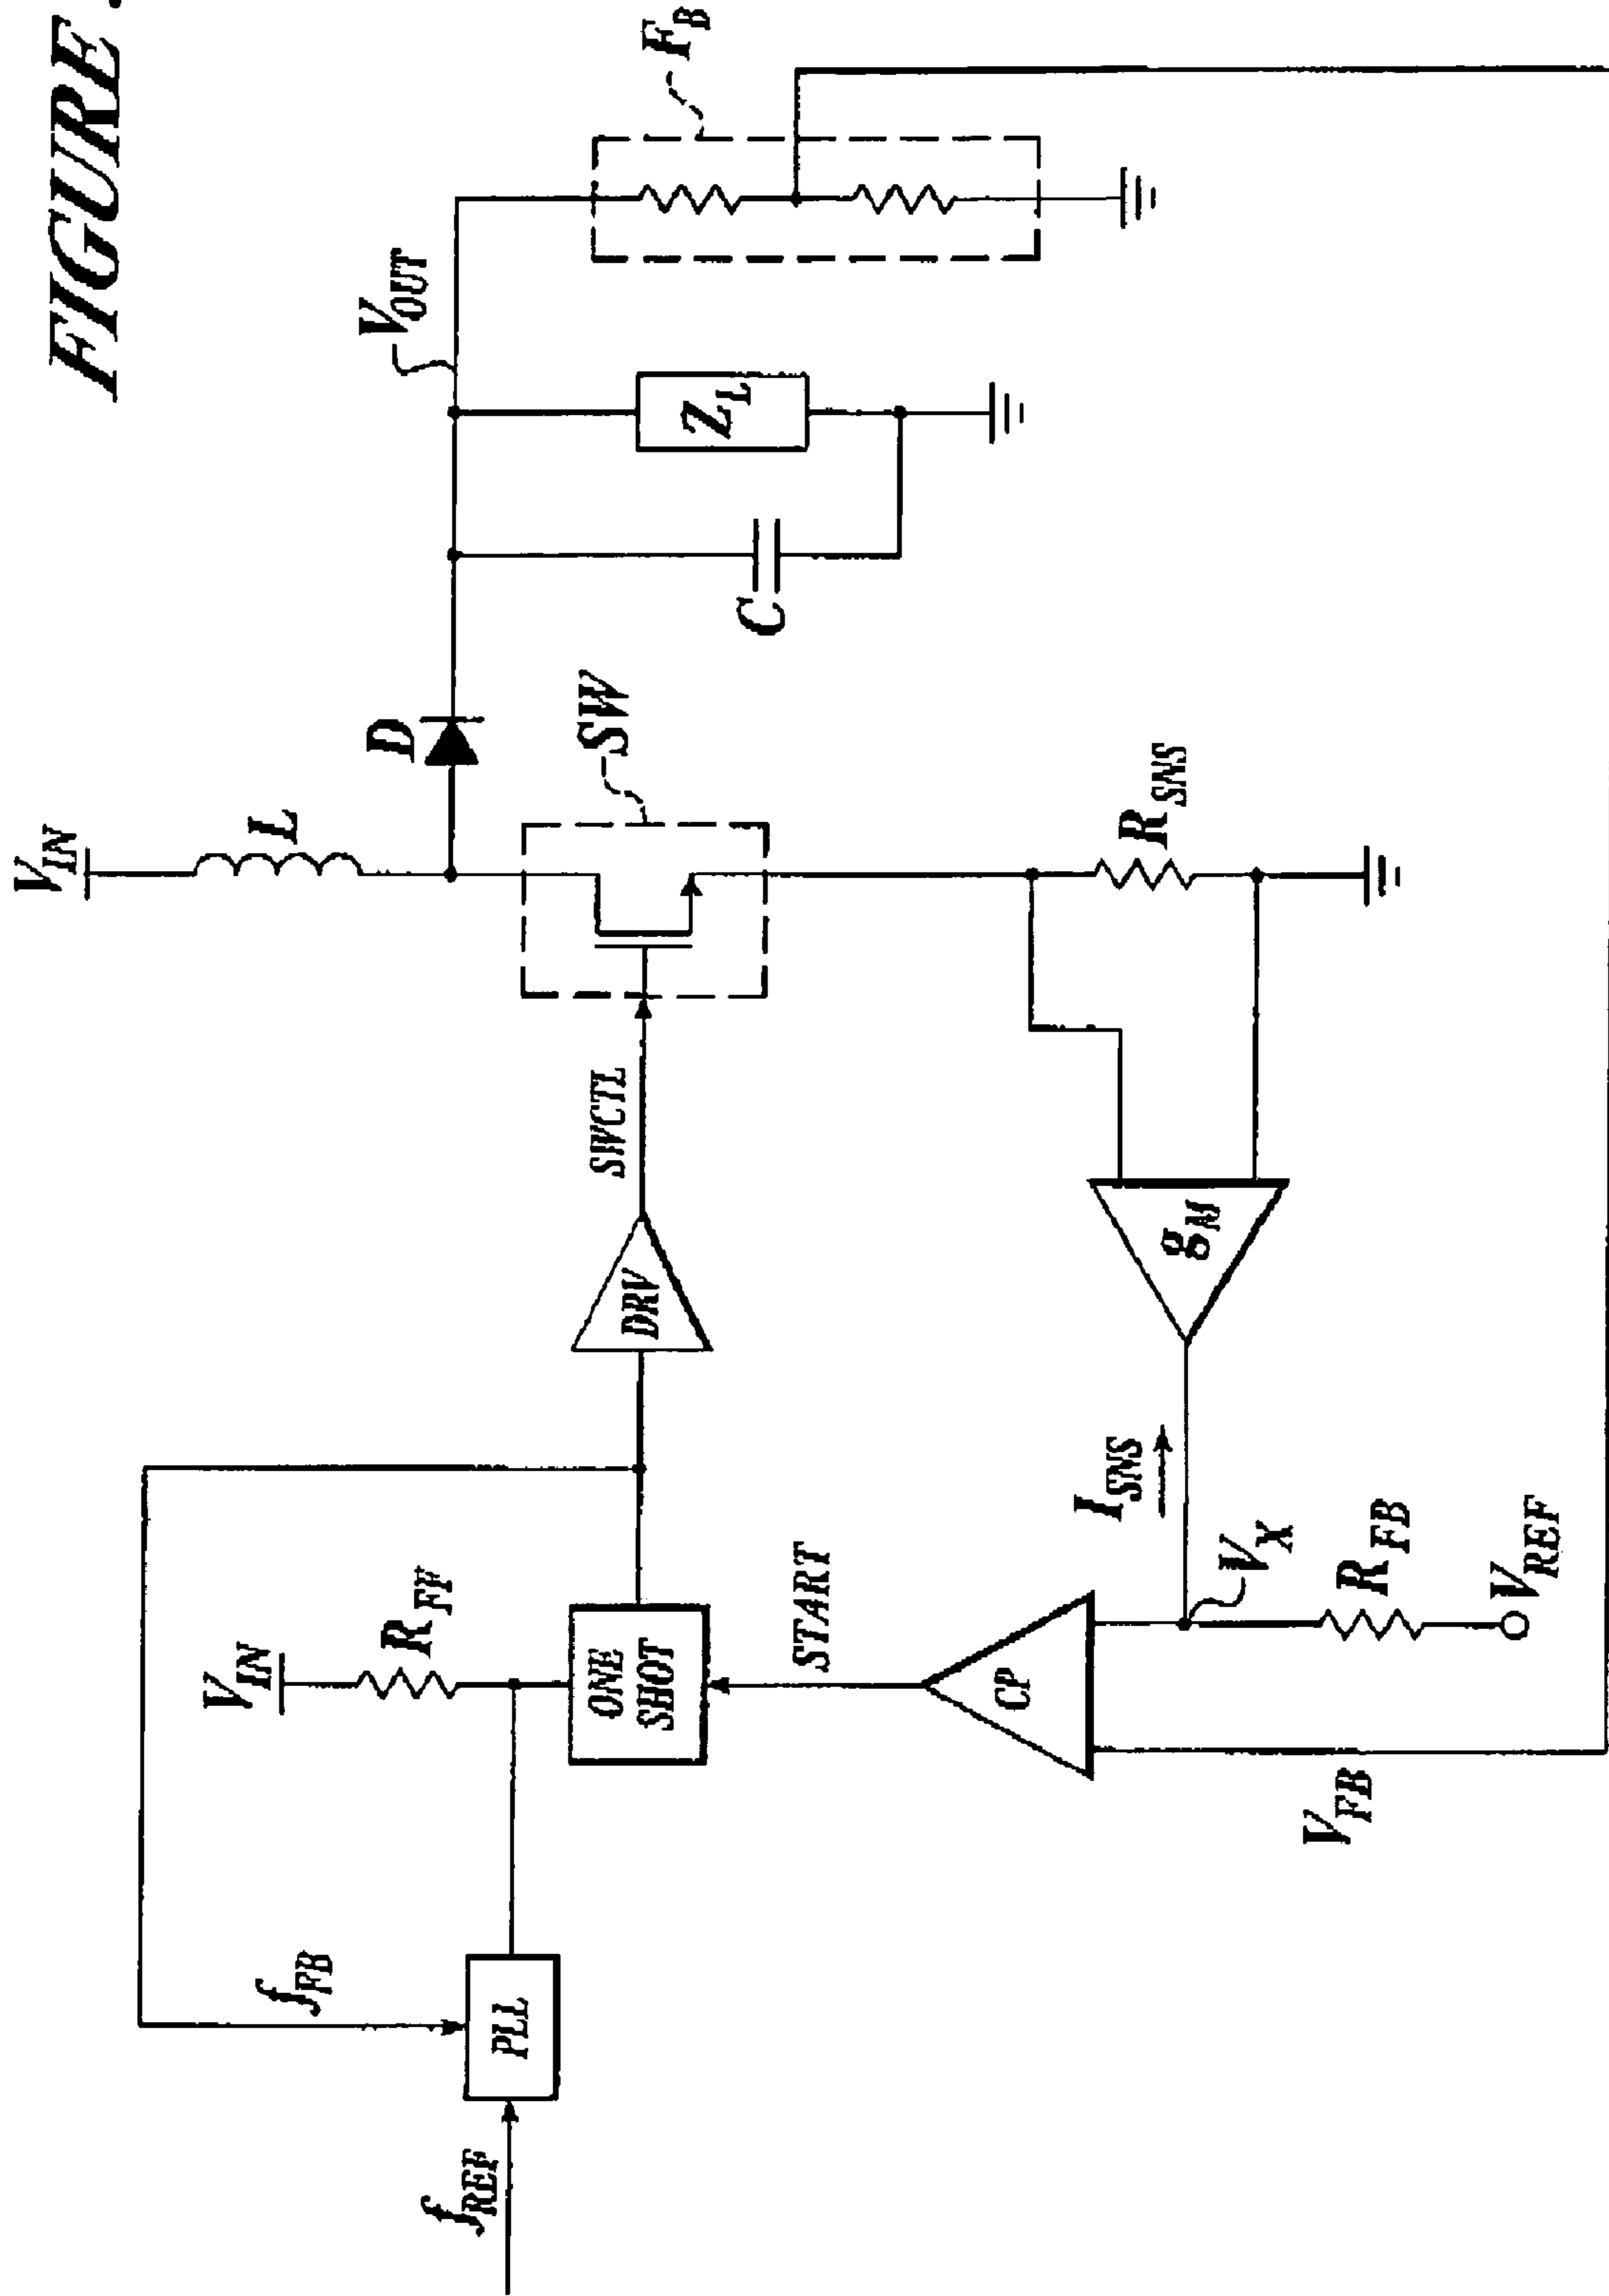 FIGURE
V_IN
L
D
V_OUT
F_B
SW
C
Z_L
V_IN
R_FF
f_FB
PLL
f_REF
ONE
SHOT
DRV
SWCTL
START
CP
I_SNS
g_M
R_SNS
V_X
R_FB
V_REF
V_FB